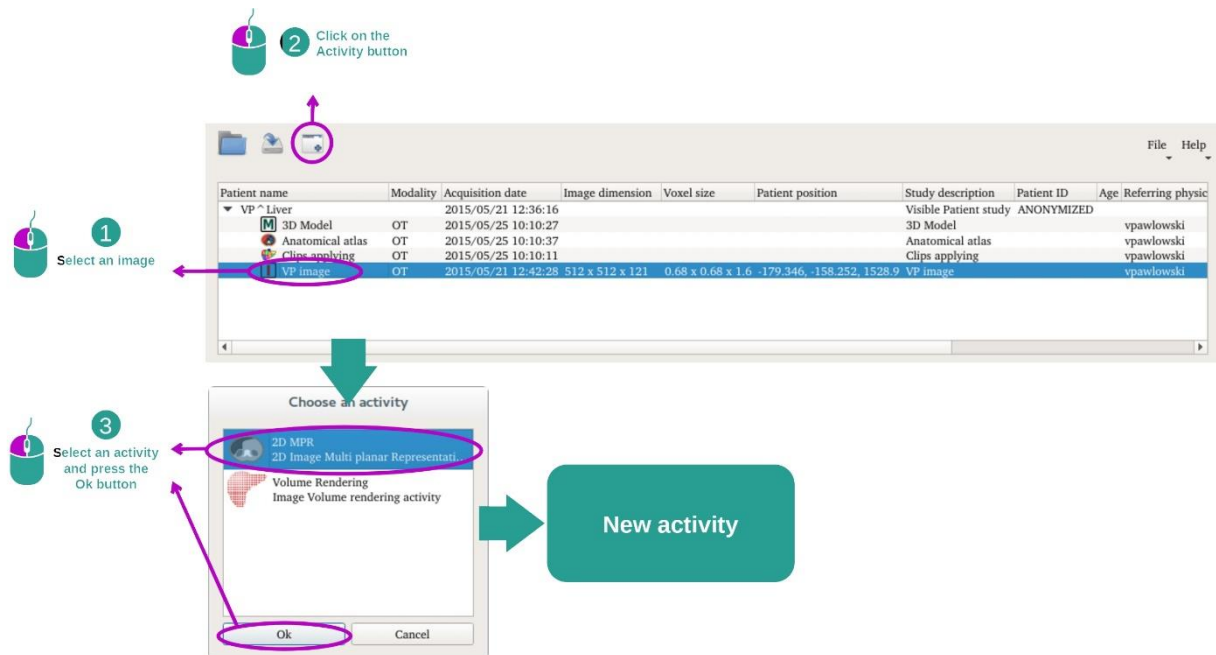 2 Click on the
Activity button
File Help
Patient name Modality Acquisition date Image dimension Voxel size Patient position Study description Patient ID Age Referring physic
VP^Liver 2015/05/21 12:36:16 Visible Patient study ANONYMIZED
M 3D Model OT 2015/05/25 10:10:27 3D Model vpawlowski
Anatomical atlas OT 2015/05/25 10:10:37 Anatomical atlas vpawlowski
Clips applying OT 2015/05/25 10:10:11 Clips applying vpawlowski
I VP image OT 2015/05/21 12:42:28 512 x 512 x 121 0.68 x 0.68 x 1.6 -179.346, -158.252, 1528.9 VP image vpawlowski
1
Select an image
Choose an activity
2D MPR
2D Image Multi planar Representati..
Volume Rendering
Image Volume rendering activity
Ok Cancel
3
Select an activity
and press the
Ok button
New activity